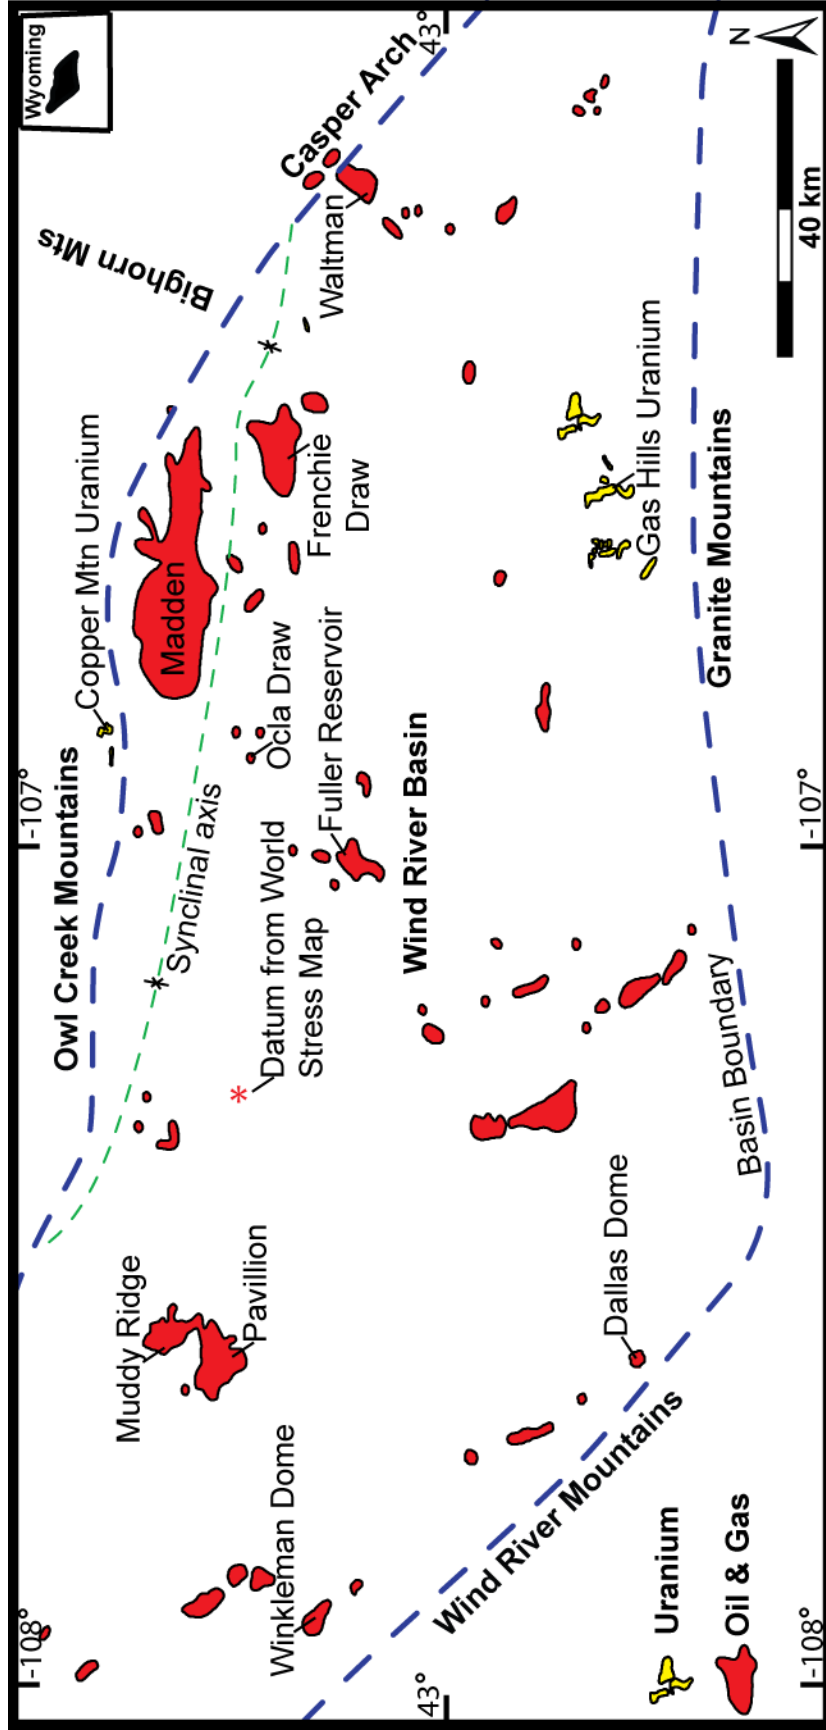 Wyoming
-107°
43°
N
Bighorn Mts
Casper Arch
Owl Creek Mountains
Copper Mtn Uranium
Madden
Synclinal axis
Waltman
Frenchie
Draw
Ocla Draw
Fuller Reservoir
Datum from World
Stress Map
Muddy Ridge
Pavillion
Winkleman Dome
Wind River Basin
Gas Hills Uranium
Granite Mountains
Basin Boundary
Dallas Dome
Wind River Mountains
Uranium
Oil & Gas
40 km
-108°
43°
-108°
-107°